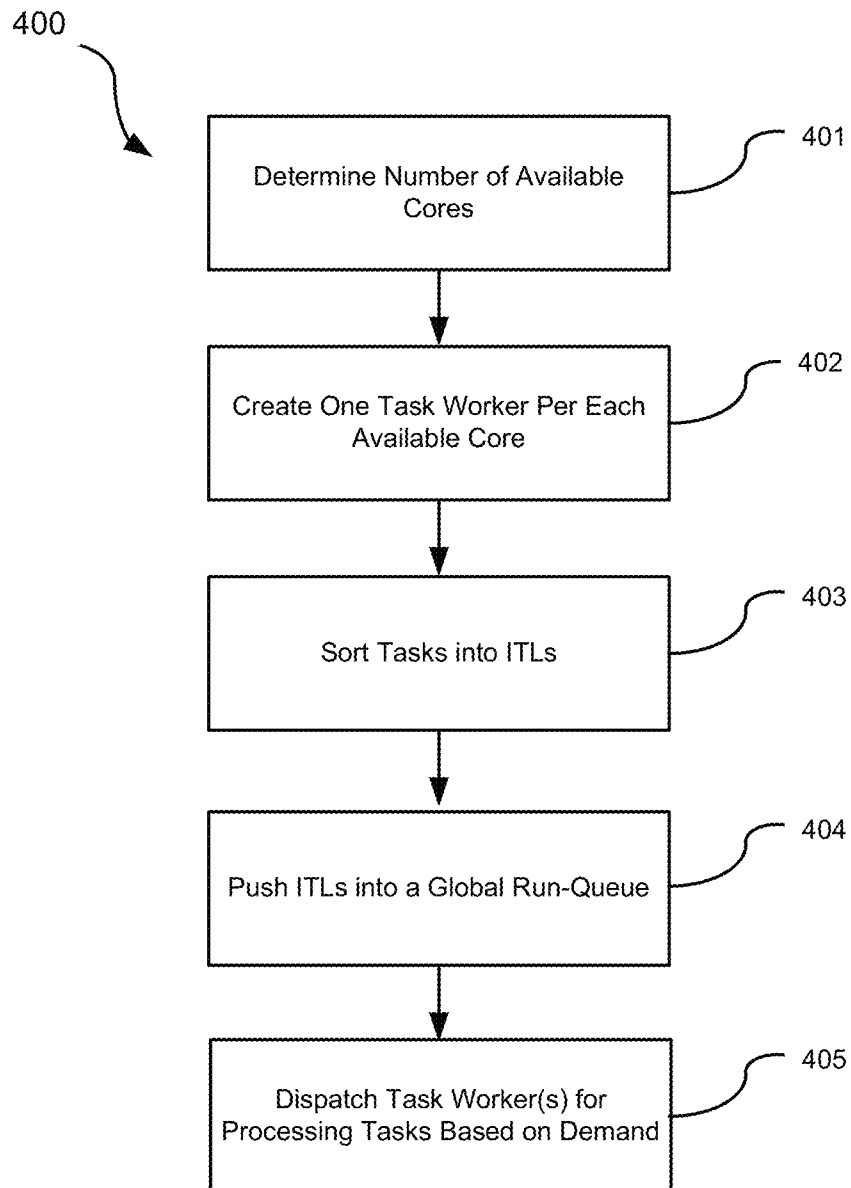 400
401
Determine Number of Available
Cores
402
Create One Task Worker Per Each
Available Core
403
Sort Tasks into ITLs
404
Push ITLs into a Global Run-Queue
405
Dispatch Task Worker(s) for
Processing Tasks Based on Demand